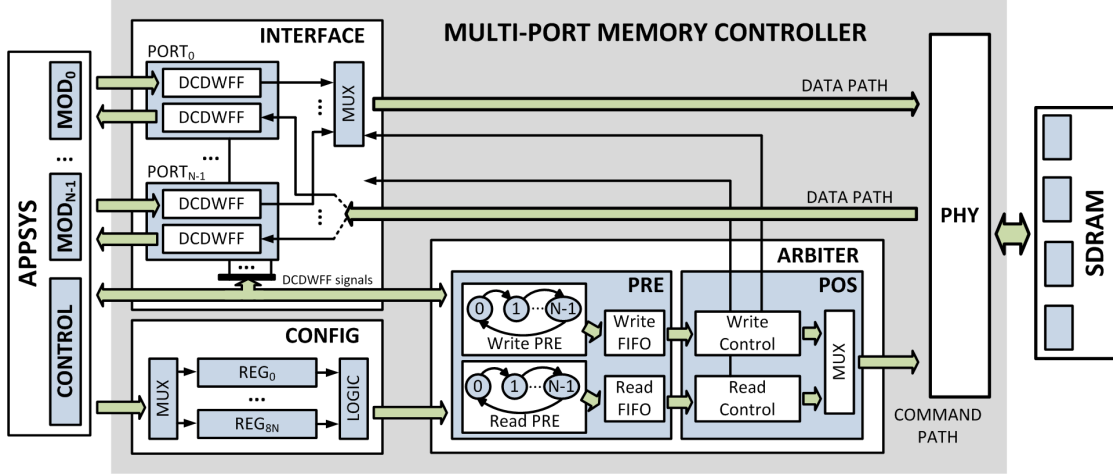 MULTI-PORT MEMORY CONTROLLER
INTERFACE
PORT0
DCDWFF
DCDWFF
...
PORTN-1
DCDWFF
DCDWFF
...
MUX
...
...
DCDWFF signals
APPSYS
MOD0
...
MODN-1
CONTROL
CONFIG
MUX
REG0
...
REG8N
LOGIC
DATA PATH
DATA PATH
ARBITER
PRE
0 1 ... N-1
Write PRE
Write
FIFO
0 1 ... N-1
Read PRE
Read
FIFO
POS
Write
Control
Read
Control
MUX
COMMAND
PATH
PHY
SDRAM